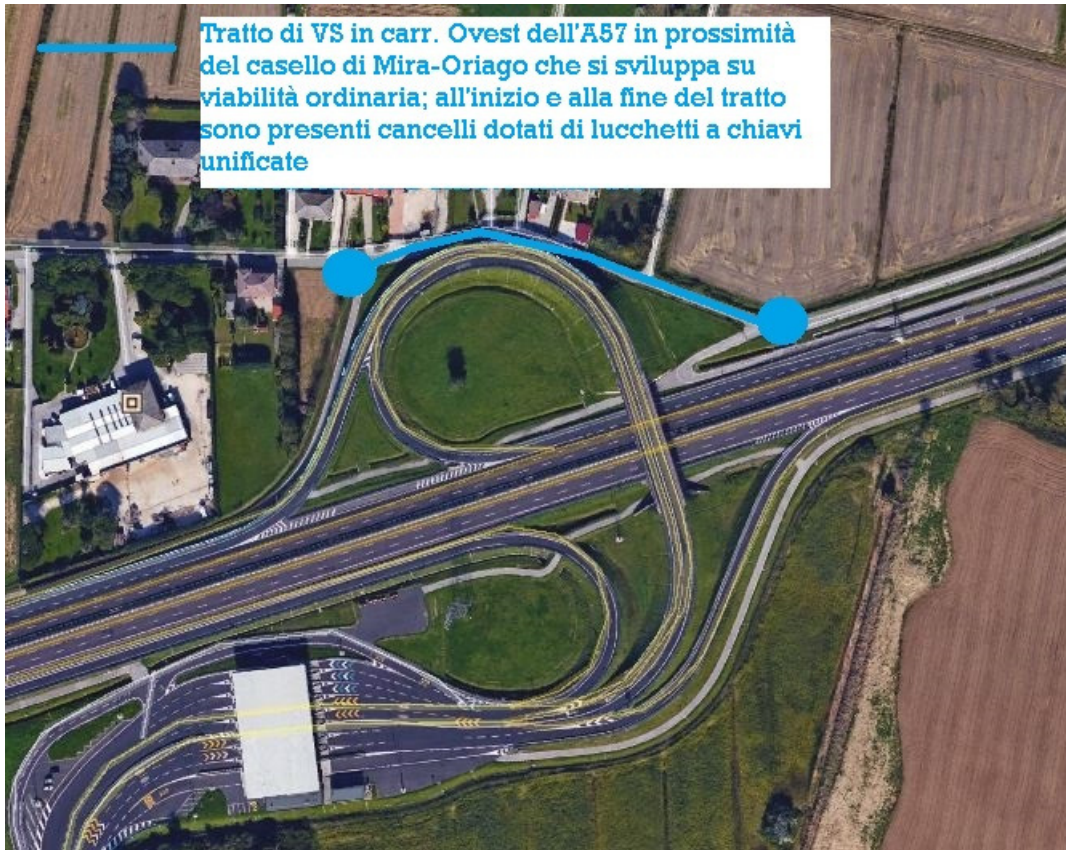 Tratto di VS in carr. Ovest dell'A57 in prossimità
del casello di Mira-Oriago che si sviluppa su
viabilità ordinaria; all'inizio e alla fine del tratto
sono presenti cancelli dotati di lucchetti a chiavi
unificate